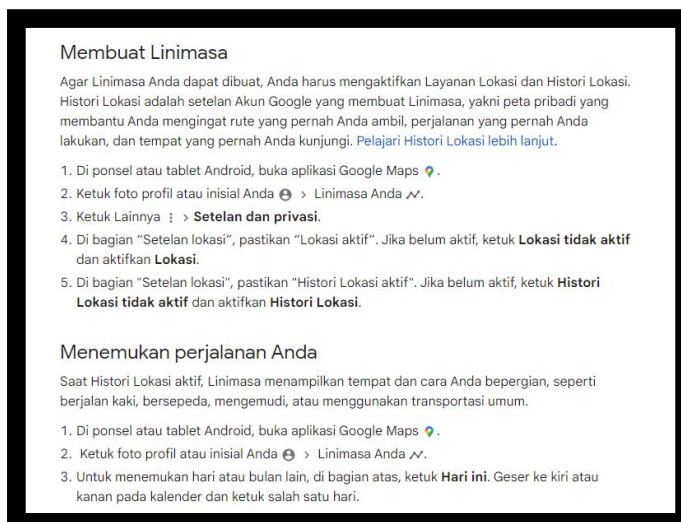 Membuat Linimasa
Agar Linimasa Anda dapat dibuat, Anda harus mengaktifkan Layanan Lokasi dan Histori Lokasi.
Histori Lokasi adalah setelan Akun Google yang membuat Linimasa, yakni peta pribadi yang
membantu Anda mengingat rute yang pernah Anda ambil, perjalanan yang pernah Anda
lakukan, dan tempat yang pernah Anda kunjungi. Pelajari Histori Lokasi lebih lanjut.
1. Di ponsel atau tablet Android, buka aplikasi Google Maps.
2. Ketuk foto profil atau inisial Anda > Linimasa Anda.
3. Ketuk Lainnya > Setelan dan privasi.
4. Di bagian “Setelan lokasi”, pastikan “Lokasi aktif”. Jika belum aktif, ketuk Lokasi tidak aktif
dan aktifkan Lokasi.
5. Di bagian "Setelan lokasi", pastikan "Histori Lokasi aktif". Jika belum aktif, ketuk Histori
Lokasi tidak aktif dan aktifkan Histori Lokasi.
Menemukan perjalanan Anda
Saat Histori Lokasi aktif, Linimasa menampilkan tempat dan cara Anda bepergian, seperti
berjalan kaki, bersepeda, mengemudi, atau menggunakan transportasi umum.
1. Di ponsel atau tablet Android, buka aplikasi Google Maps.
2. Ketuk foto profil atau inisial Anda > Linimasa Anda.
3. Untuk menemukan hari atau bulan lain, di bagian atas, ketuk Hari ini. Geser ke kiri atau
kanan pada kalender dan ketuk salah satu hari.